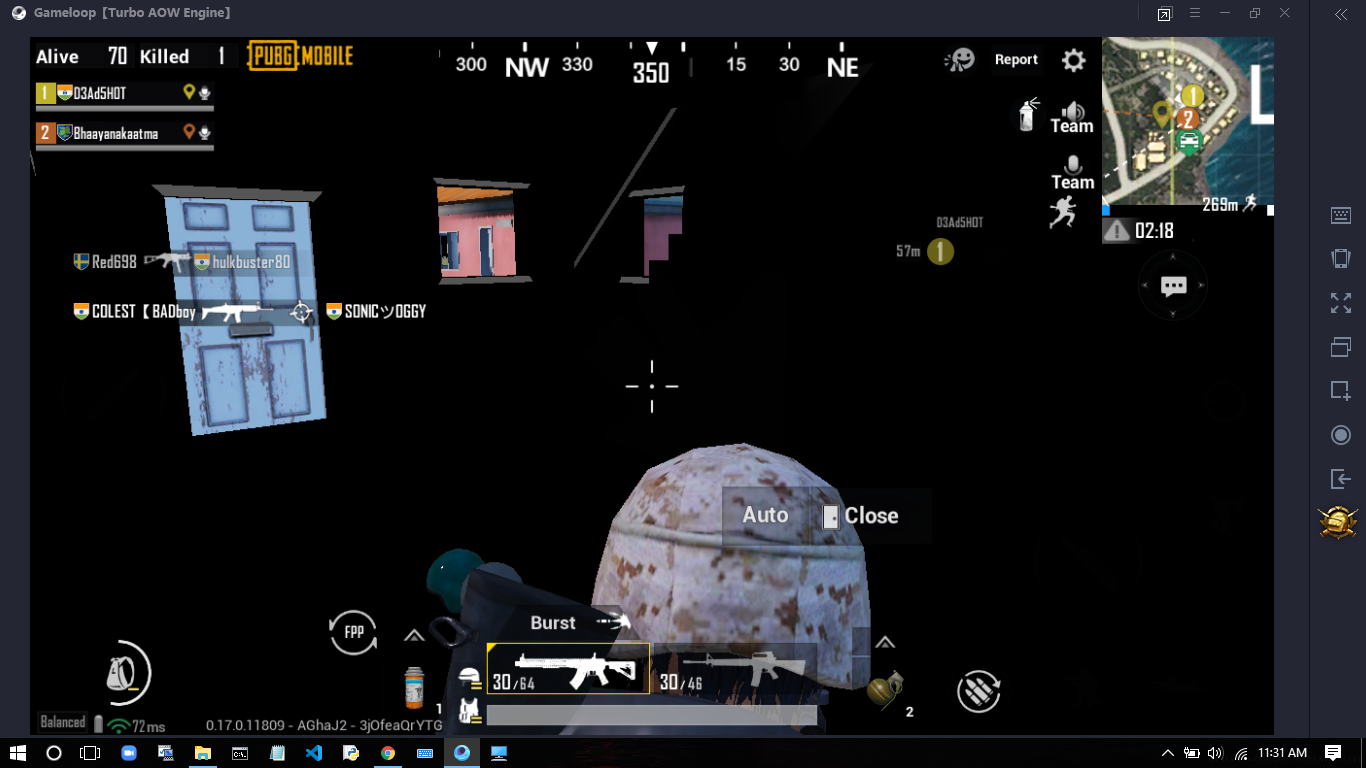 Gameloop【Turbo AOW Engine】
Alive 70 Killed 1 PUBG MOBILE
300 NW 330 350 15 30 NE
Report
1 D3Ad5HOT
2 Bhaayanakaatma
Team
Team
1
2
L
269m
02:18
D3Ad5HOT
57m 1
Red698 hulkbuster80
COLEST【BADboy SONICツOGGY
Auto Close
FPP
Burst
30/64 30/46
1
2
Balanced 72ms 0.17.0.11809 - AGhaJ2 - 3jOfeaQrYTG
11:31 AM